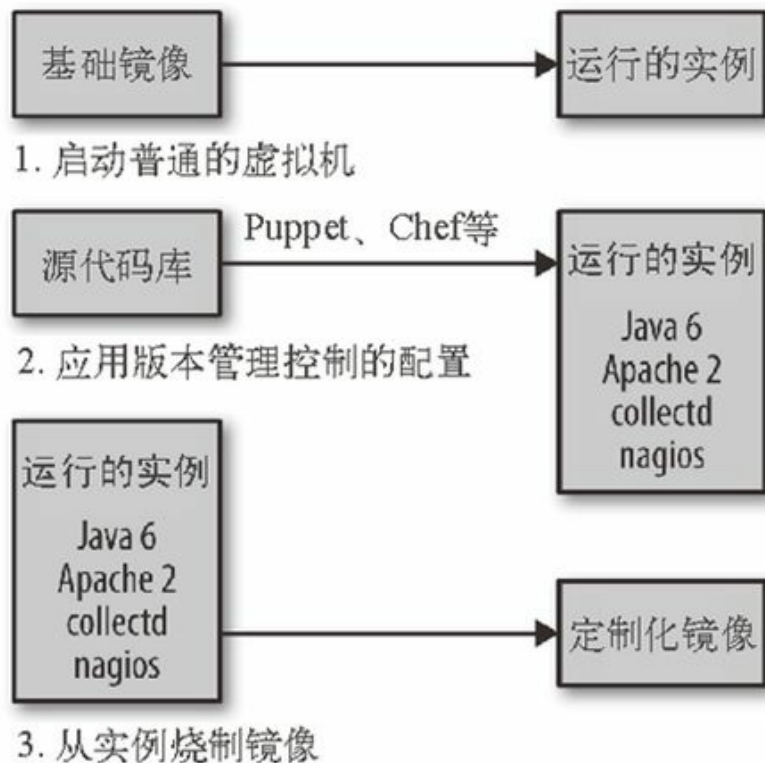 基础镜像
运行的实例
1. 启动普通的虚拟机
源代码库
Puppet、Chef等
运行的实例
Java 6
Apache 2
collectd
nagios
2. 应用版本管理控制的配置
运行的实例
Java 6
Apache 2
collectd
nagios
定制化镜像
3. 从实例烧制镜像